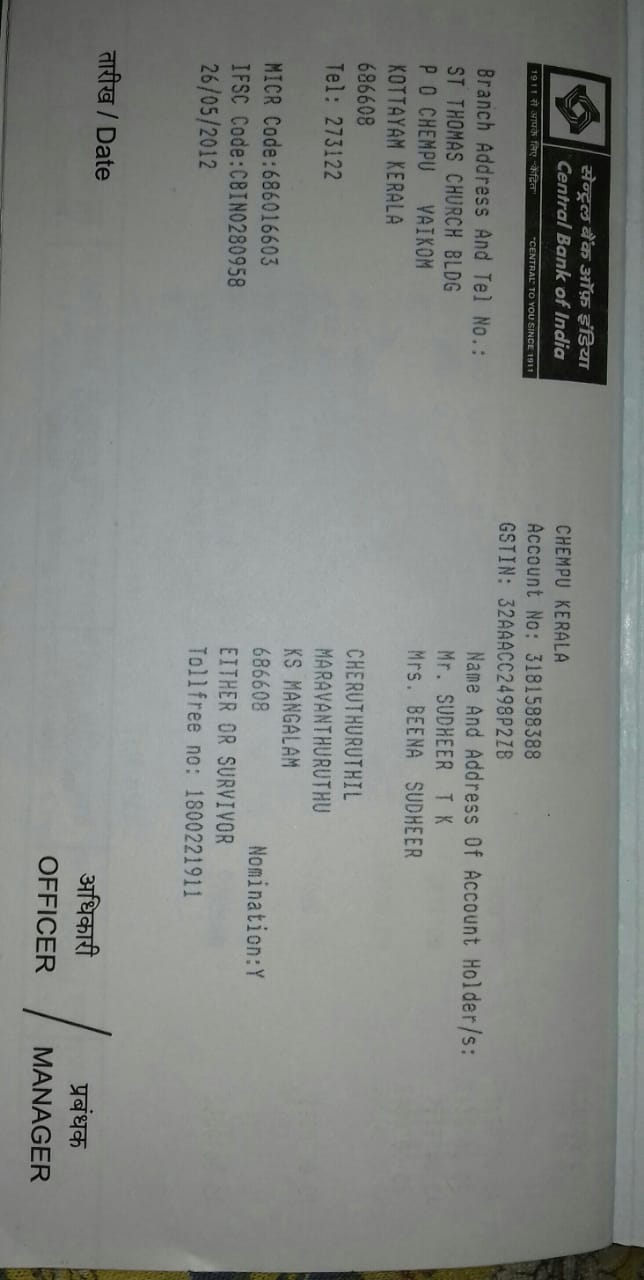 सेन्ट्रल बैंक ऑफ़ इंडिया
Central Bank of India
1911 से आपके लिए "केंद्रित" "CENTRAL" TO YOU SINCE 1911
CHEMPU KERALA
Account No: 3181588388
GSTIN: 32AAACC2498P2ZB
Branch Address And Tel No.:
ST THOMAS CHURCH BLDG
P O CHEMPU VAIKOM
KOTTAYAM KERALA
686608
Tel: 273122
MICR Code:686016603
IFSC Code:CBIN0280958
26/05/2012
Name And Address Of Account Holder/s:
Mr. SUDHEER T K
Mrs. BEENA SUDHEER
CHERUTHURUTHIL
MARAVANTHURUTHU
KS MANGALAM
686608 Nomination:Y
EITHER OR SURVIVOR
Tollfree no: 1800221911
तारीख / Date
अधिकारी / प्रबंधक
OFFICER / MANAGER